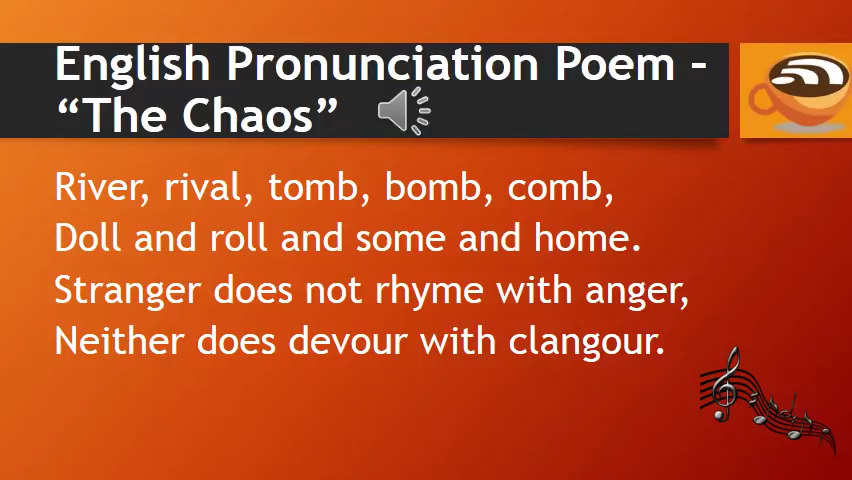 English Pronunciation Poem –
“The Chaos”
River, rival, tomb, bomb, comb,
Doll and roll and some and home.
Stranger does not rhyme with anger,
Neither does devour with clangour.